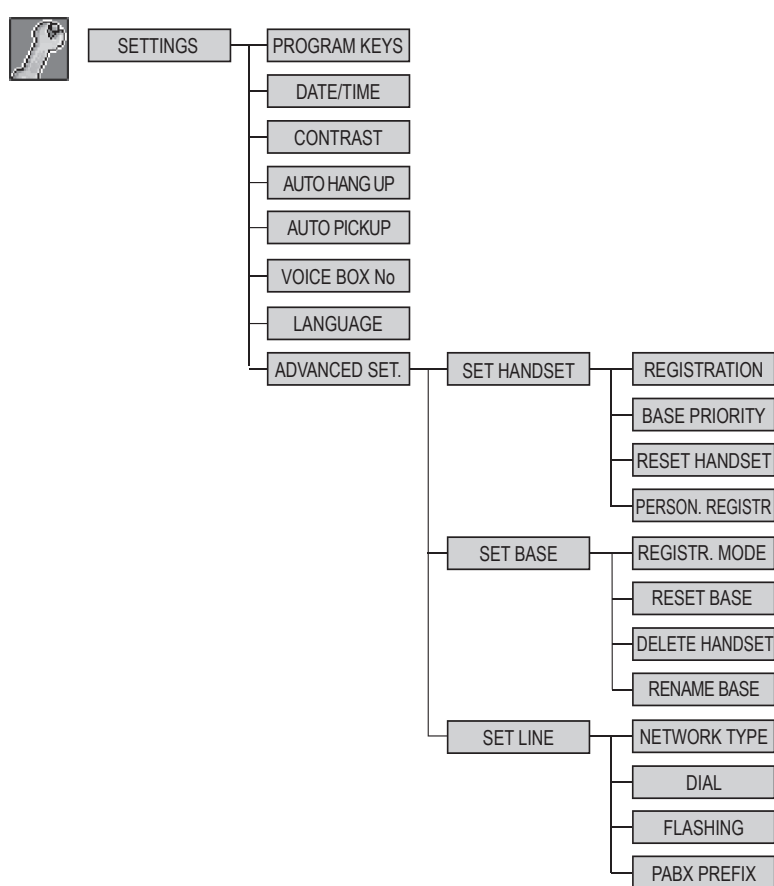 SETTINGS
PROGRAM KEYS
DATE/TIME
CONTRAST
AUTO HANG UP
AUTO PICKUP
VOICE BOX No
LANGUAGE
ADVANCED SET.
SET HANDSET
REGISTRATION
BASE PRIORITY
RESET HANDSET
PERSON. REGISTR
SET BASE
REGISTR. MODE
RESET BASE
DELETE HANDSET
RENAME BASE
SET LINE
NETWORK TYPE
DIAL
FLASHING
PABX PREFIX